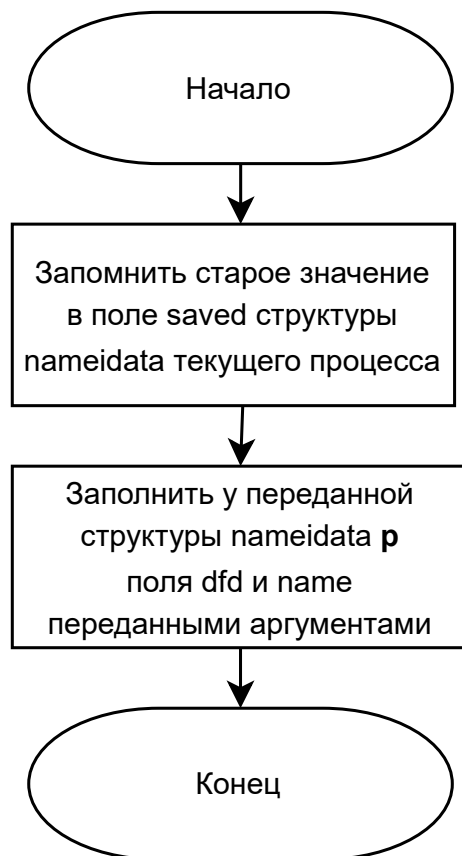 Начало
Запомнить старое значение
в поле saved структуры
nameidata текущего процесса
Заполнить у переданной
структуры nameidata p
поля dfd и name
переданными аргументами
Конец